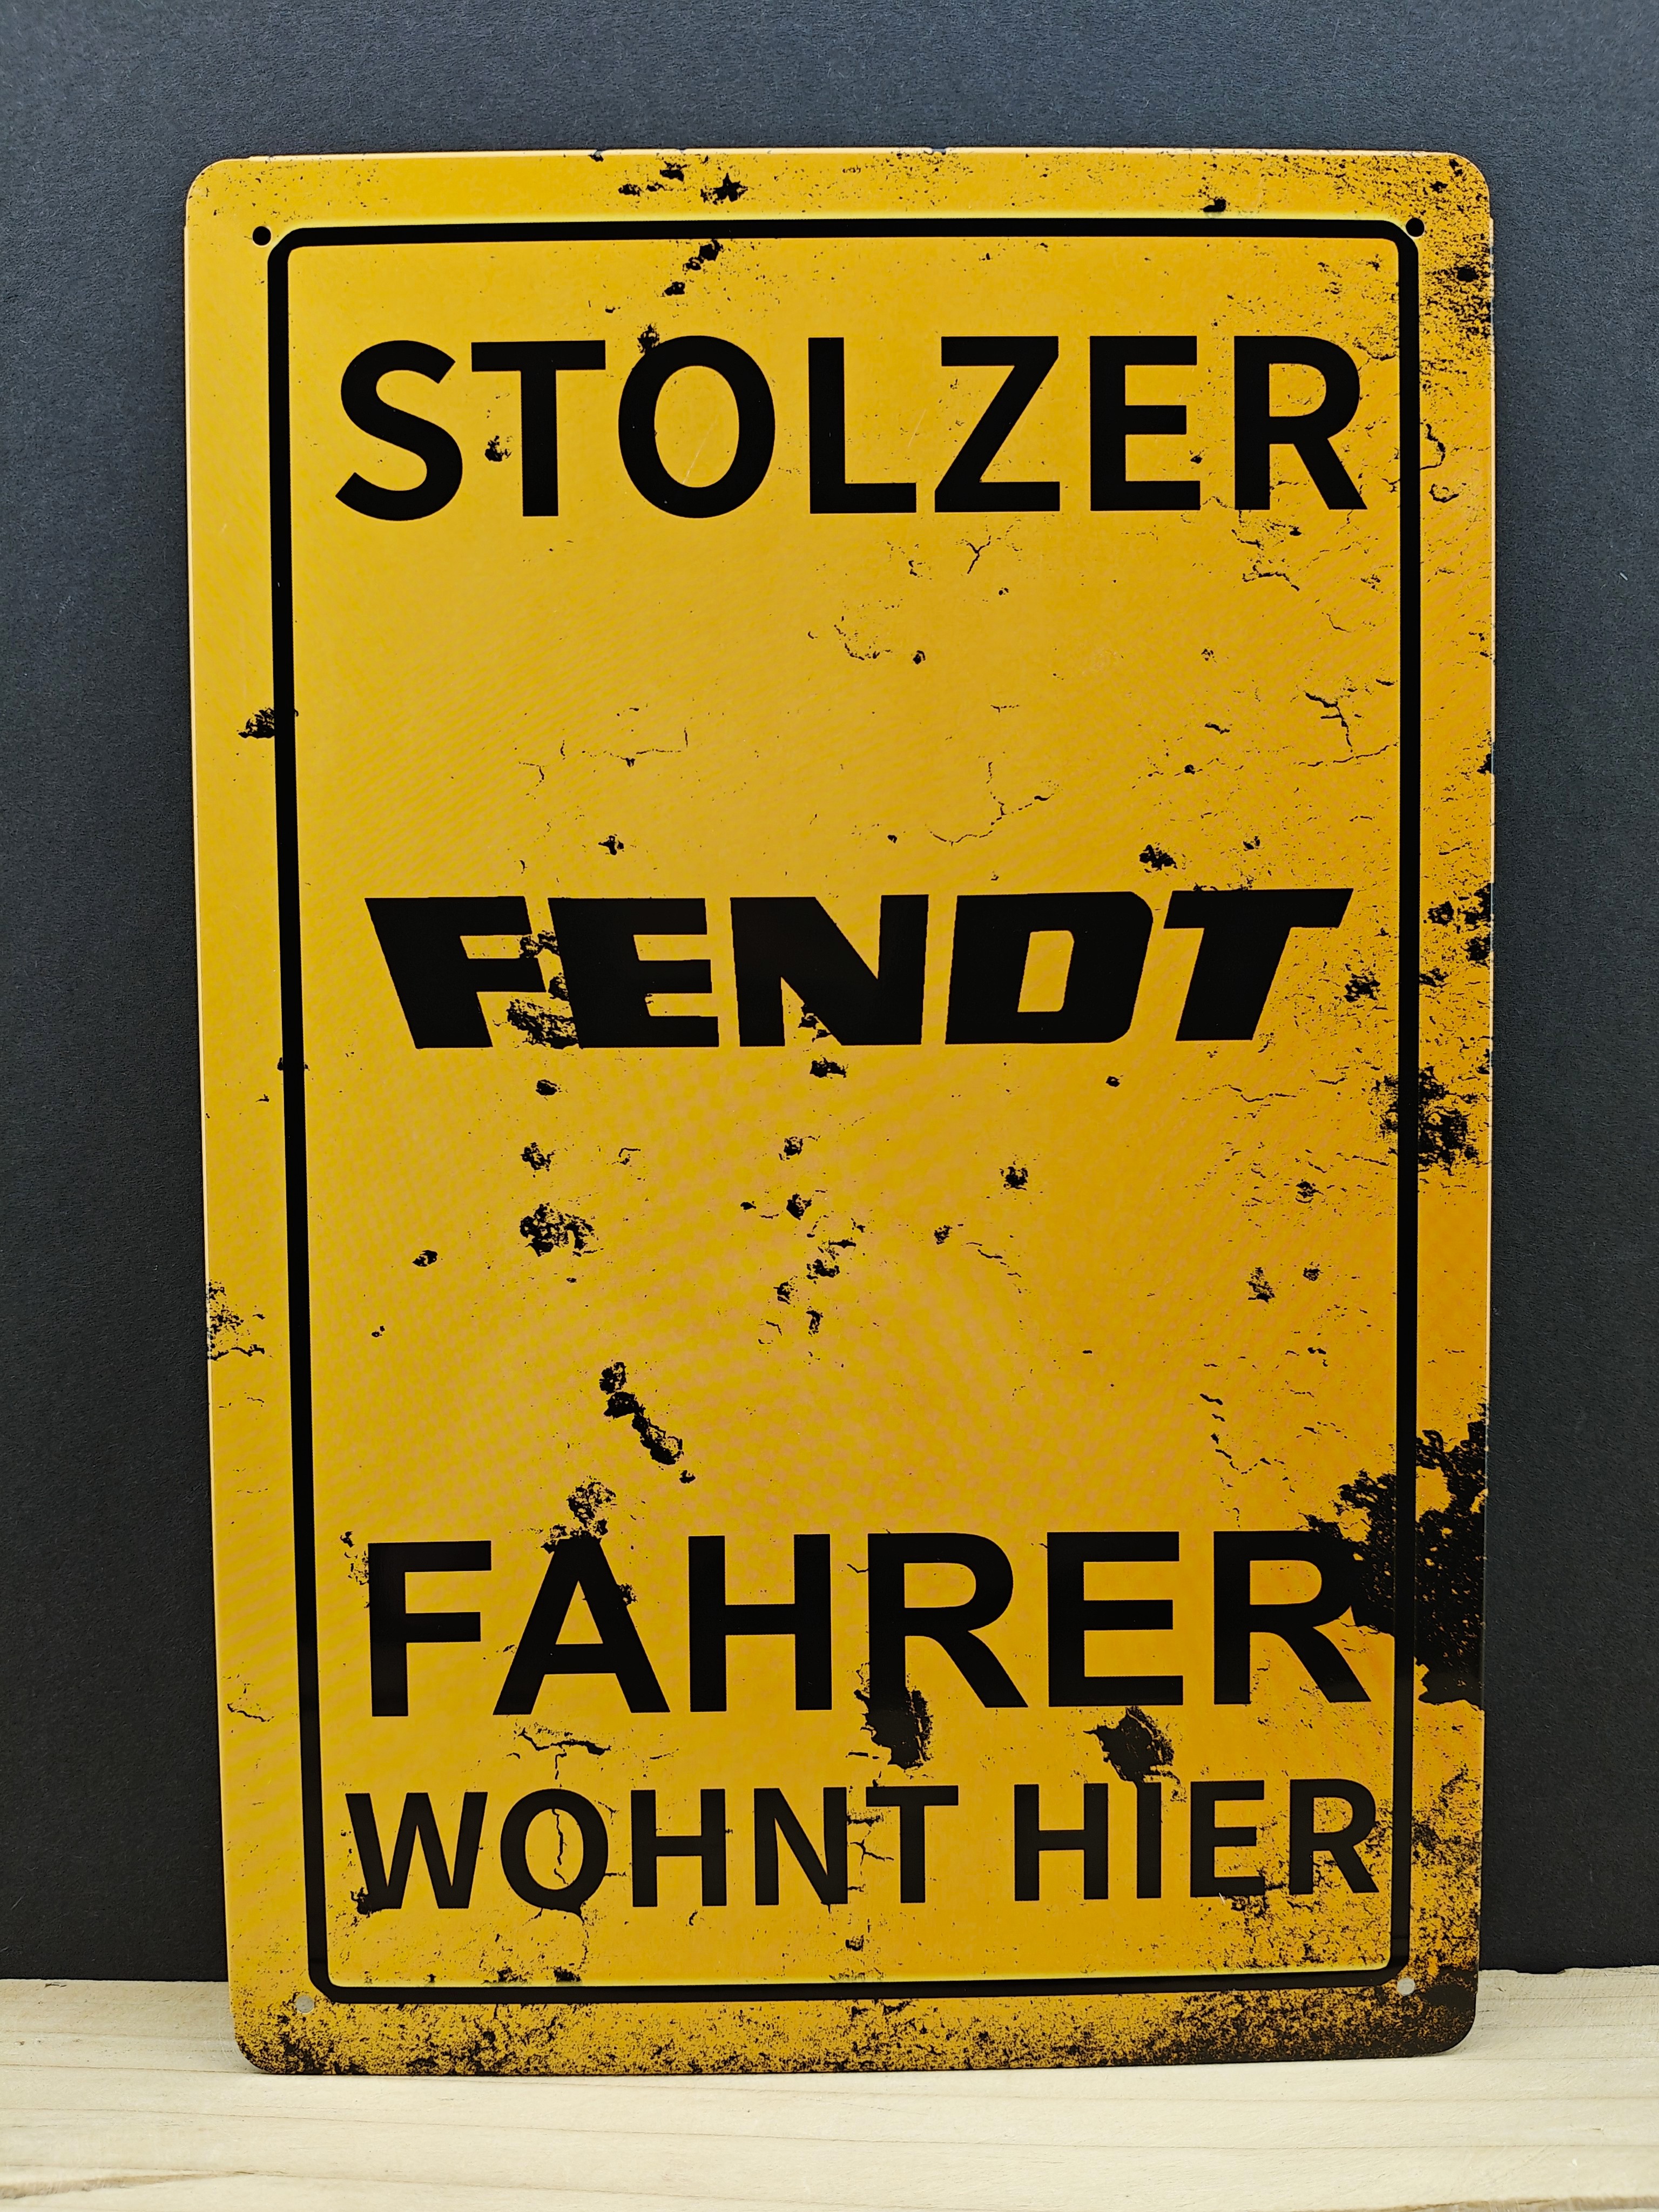 STOLZER
FENDT
FAHRER
WOHNT HIER